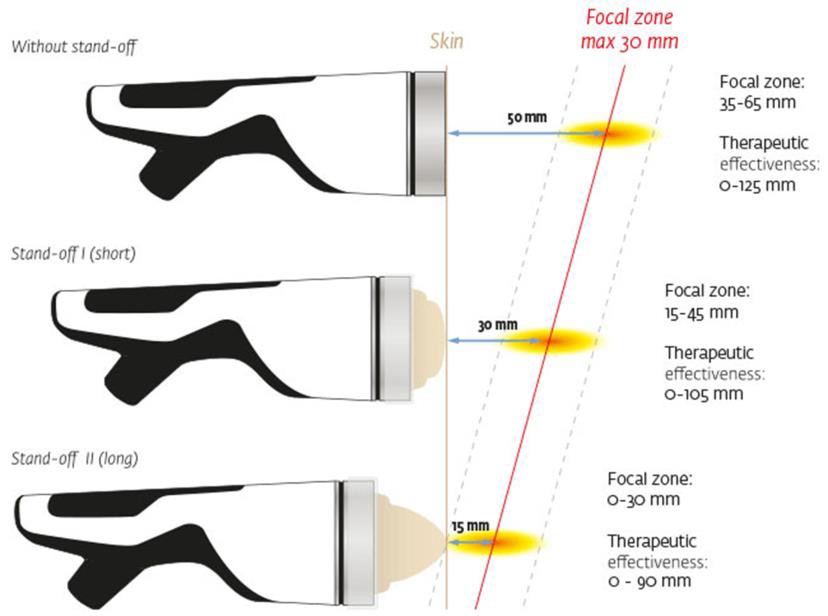 Without stand-off
Skin
Focal zone
max 30 mm
50 mm
Focal zone:
35-65 mm
Therapeutic
effectiveness:
0-125 mm
Stand-off I (short)
30 mm
Focal zone:
15-45 mm
Therapeutic
effectiveness:
0-105 mm
Stand-off II (long)
15 mm
Focal zone:
0-30 mm
Therapeutic
effectiveness:
0 - 90 mm